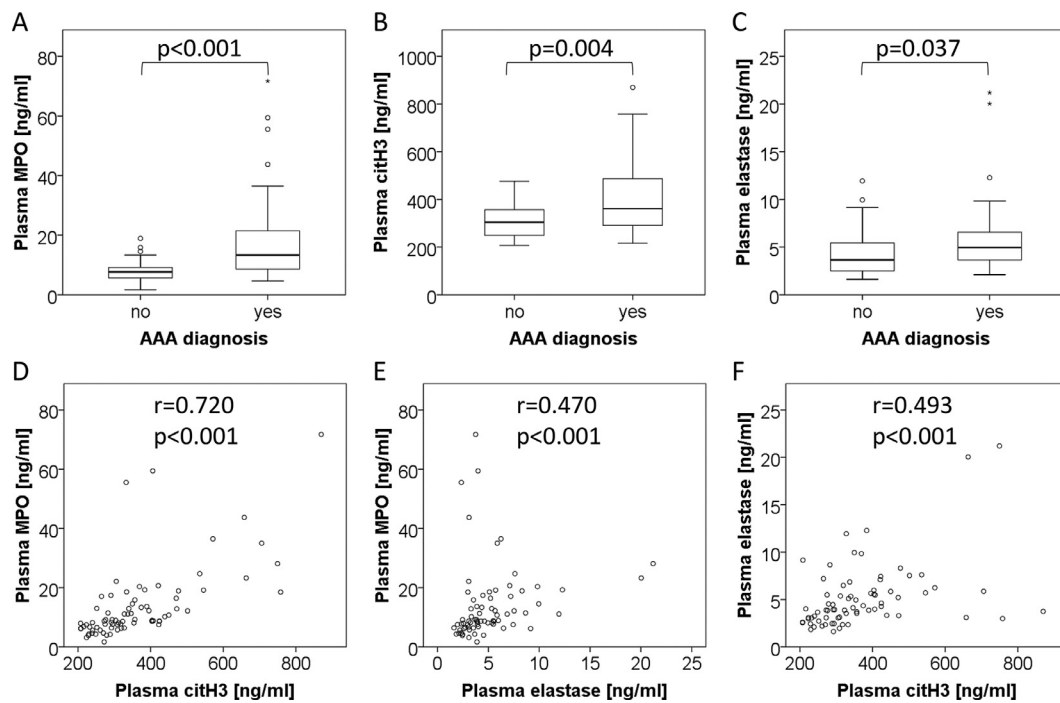 A
p<0.001
Plasma MPO [ng/ml]
80
60
40
20
0
no yes
AAA diagnosis
B
p=0.004
Plasma citH3 [ng/ml]
1000
800
600
400
200
0
no yes
AAA diagnosis
C
p=0.037
Plasma elastase [ng/ml]
25
20
15
10
5
0
no yes
AAA diagnosis
D
r=0.720
p<0.001
Plasma MPO [ng/ml]
80
60
40
20
0
200 400 600 800
Plasma citH3 [ng/ml]
E
r=0.470
p<0.001
Plasma MPO [ng/ml]
80
60
40
20
0
0 5 10 15 20 25
Plasma elastase [ng/ml]
F
r=0.493
p<0.001
Plasma elastase [ng/ml]
25
20
15
10
5
0
200 400 600 800
Plasma citH3 [ng/ml]